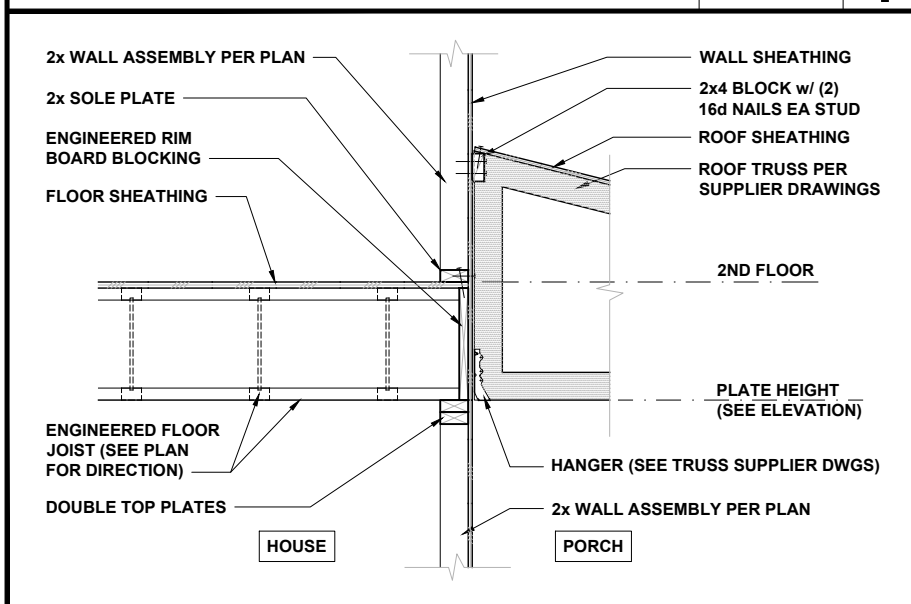 2x WALL ASSEMBLY PER PLAN
2x SOLE PLATE
ENGINEERED RIM
BOARD BLOCKING
FLOOR SHEATHING
WALL SHEATHING
2x4 BLOCK w/ (2)
16d NAILS EA STUD
ROOF SHEATHING
ROOF TRUSS PER
SUPPLIER DRAWINGS
2ND FLOOR
PLATE HEIGHT
(SEE ELEVATION)
ENGINEERED FLOOR
JOIST (SEE PLAN
FOR DIRECTION)
DOUBLE TOP PLATES
HANGER (SEE TRUSS SUPPLIER DWGS)
2x WALL ASSEMBLY PER PLAN
HOUSE
PORCH